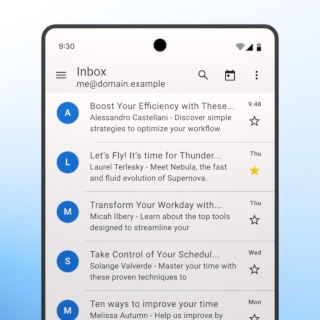 9:30
Inbox
me@domain.example
A
Boost Your Efficiency with These...
9:48
Alessandro Castellani - Discover simple
strategies to optimize your workflow
L
Let's Fly! It's time for Thunder...
Thu
Laurel Terlesky - Meet Nebula, the fast
and fluid evolution of Supernova.
M
Transform Your Workday with...
Thu
Micah Ilbery - Learn about the top tools
designed to streamline your
S
Take Control of Your Schedul...
Wed
Solange Valverde - Master your time with
these proven techniques to
M
Ten ways to improve your time
Mon
Melissa Autumn - Help us improve by